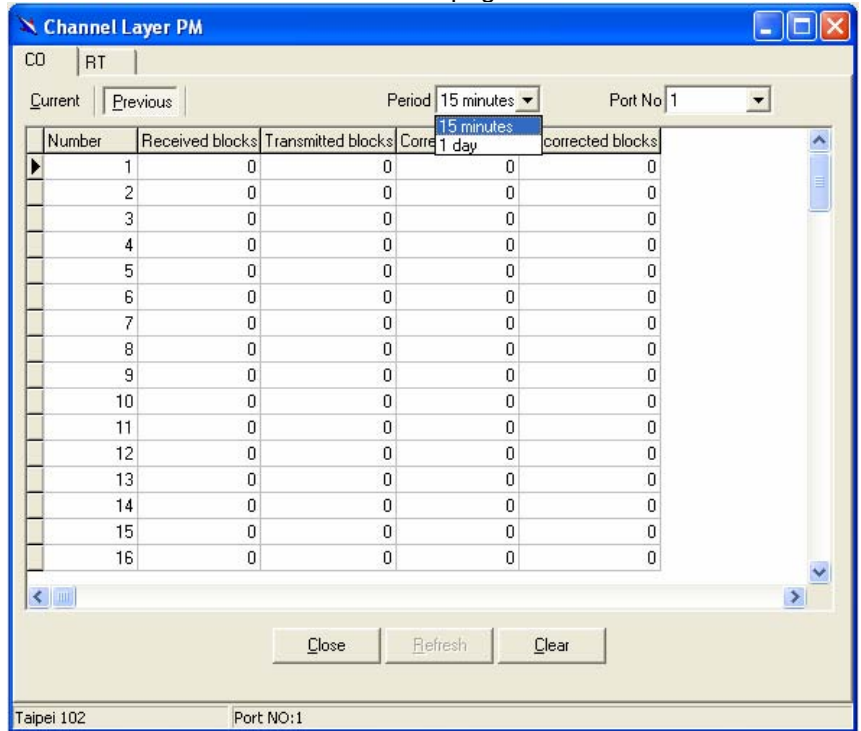 Channel Layer PM
CO RT
Current Previous Period 15 minutes Port No 1
15 minutes
1 day
Number Received blocks Transmitted blocks Corre corrected blocks
1 0 0 0 0
2 0 0 0 0
3 0 0 0 0
4 0 0 0 0
5 0 0 0 0
6 0 0 0 0
7 0 0 0 0
8 0 0 0 0
9 0 0 0 0
10 0 0 0 0
11 0 0 0 0
12 0 0 0 0
13 0 0 0 0
14 0 0 0 0
15 0 0 0 0
16 0 0 0 0
Close Refresh Clear
Taipei 102 Port NO:1